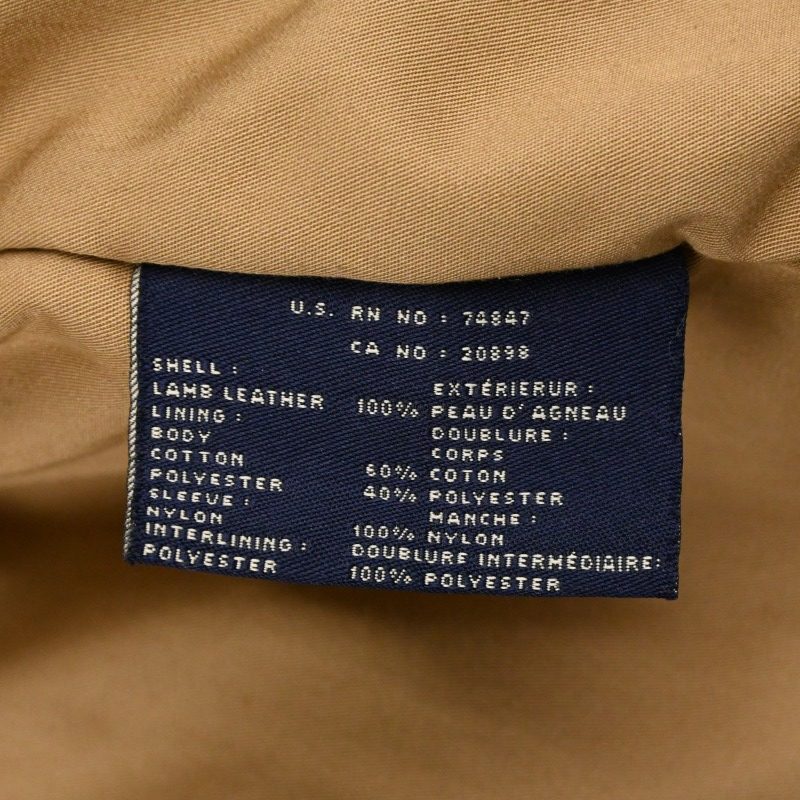 U.S. RN NO : 74847
CA NO : 20898
SHELL :
LAMB LEATHER 100% EXTÉRIERUR :
PEAU D'AGNEAU
LINING : DOUBLURE :
BODY CORPS
COTTON 60% COTON
POLYESTER 40% POLYESTER
SLEEVE : MANCHE :
NYLON 100% NYLON
INTERLINING : DOUBLURE INTERMÉDIAIRE:
POLYESTER 100% POLYESTER